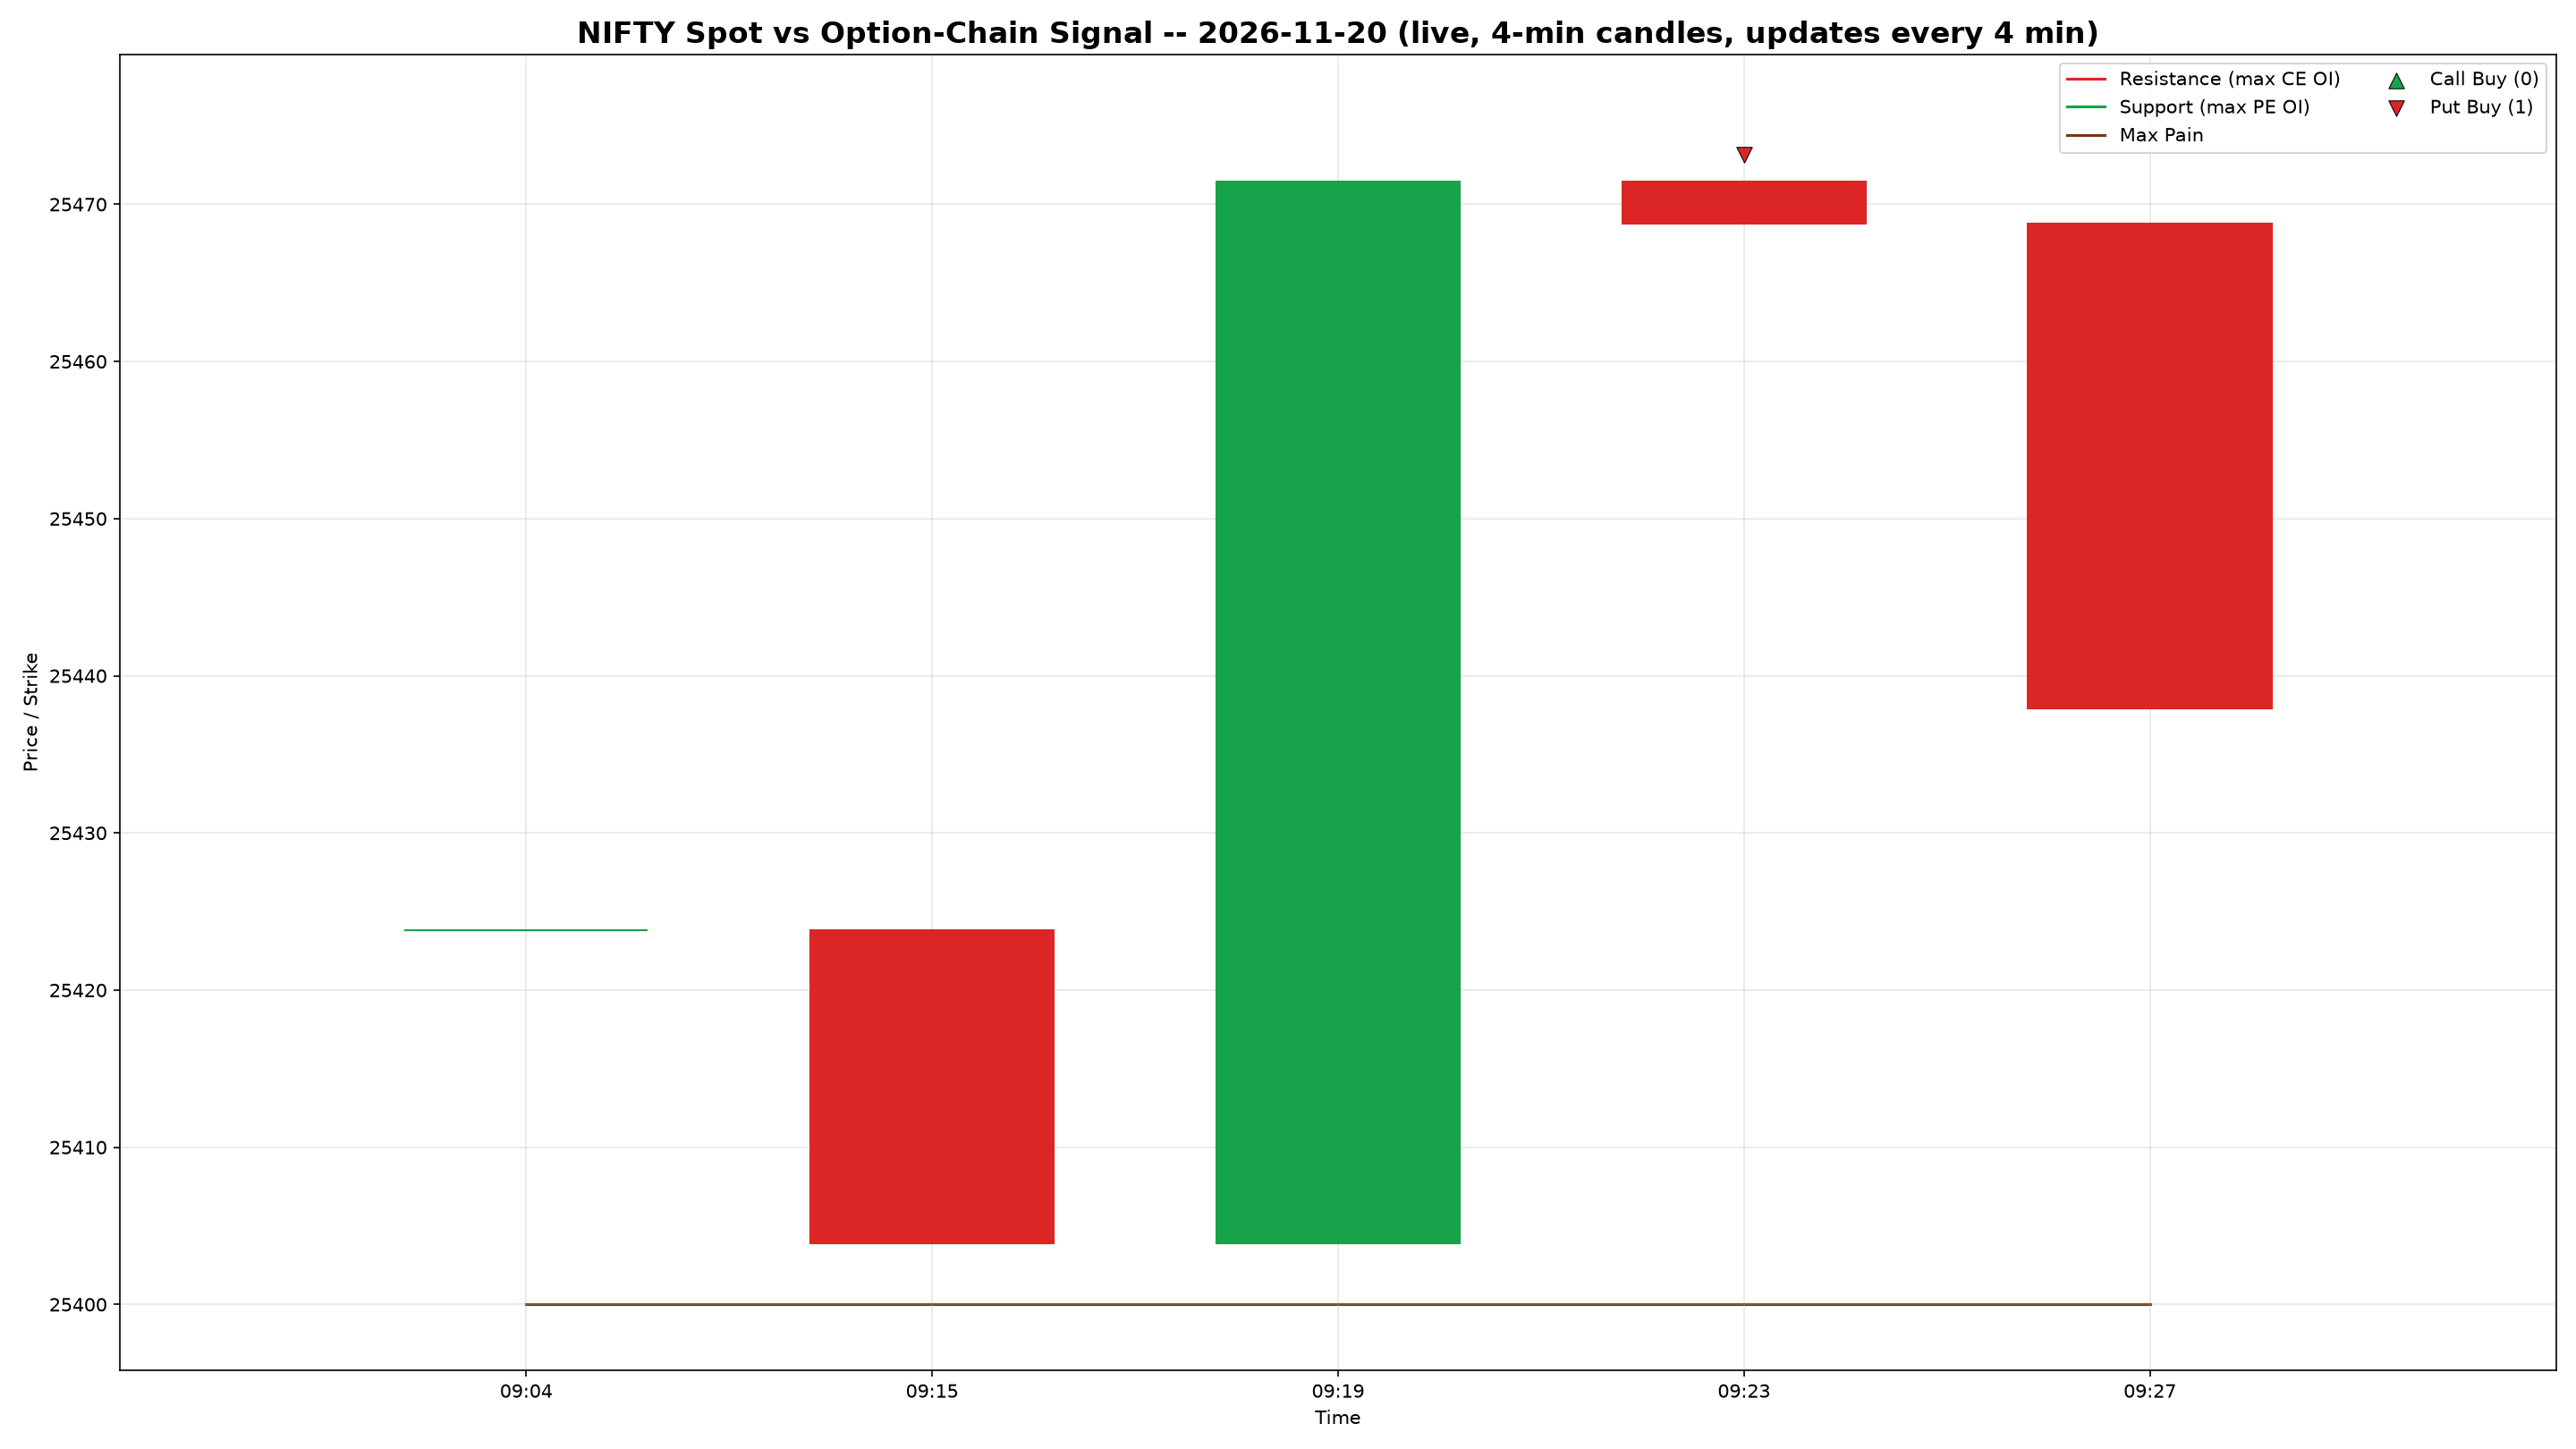 NIFTY Spot vs Option-Chain Signal -- 2026-11-20 (live, 4-min candles, updates every 4 min)
Resistance (max CE OI)
Support (max PE OI)
Max Pain
Call Buy (0)
Put Buy (1)
Price / Strike
25470
25460
25450
25440
25430
25420
25410
25400
09:04
09:15
09:19
09:23
09:27
Time